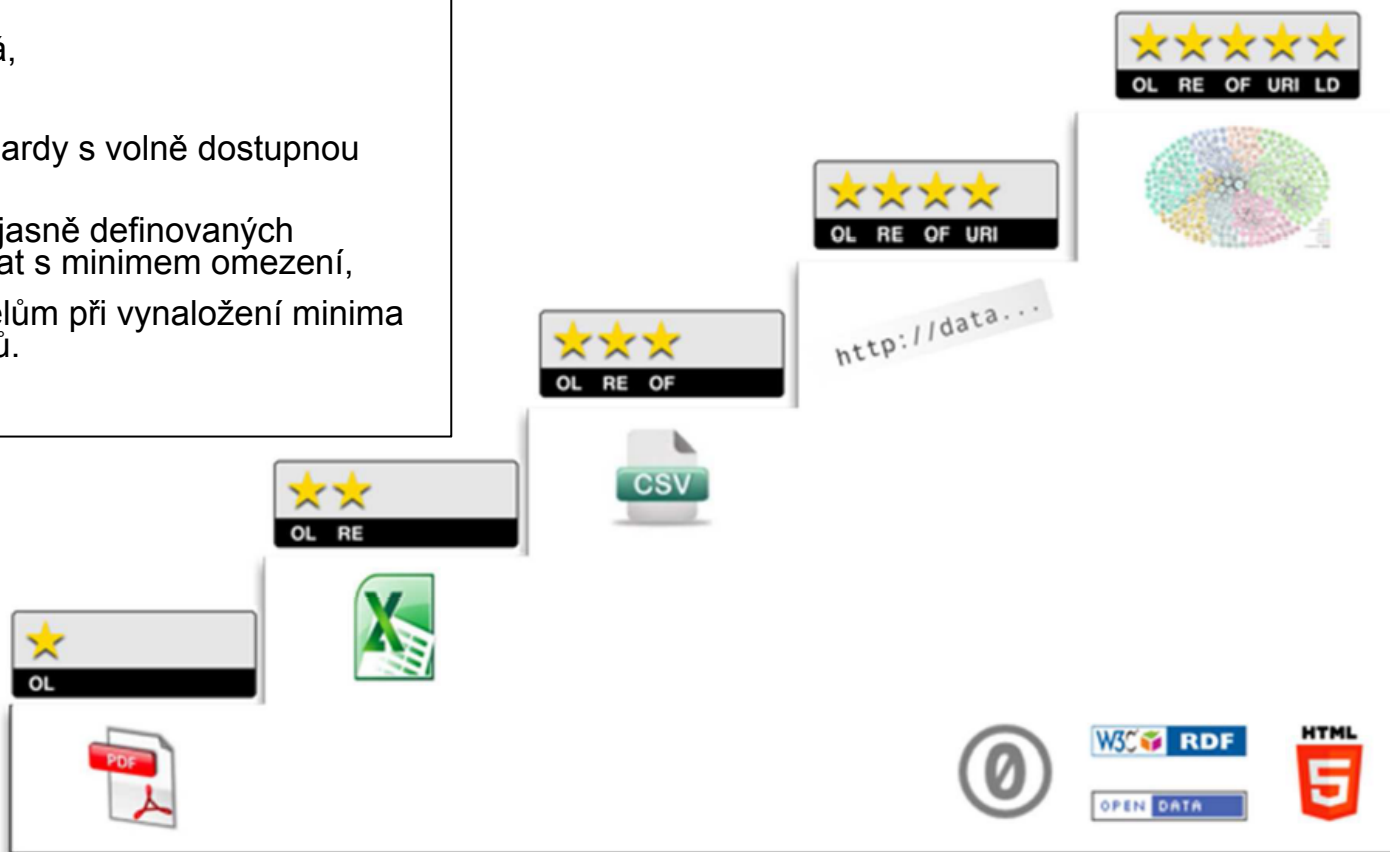 á,
ardy s volně dostupnou
jasně definovaných
at s minimem omezení,
elům při vynaložení minima
ů.
OL RE OF URI LD
OL RE OF URI
http://data...
OL RE OF
CSV
OL RE
X
OL
PDF
0
W3C RDF
OPEN DATA
HTML
5